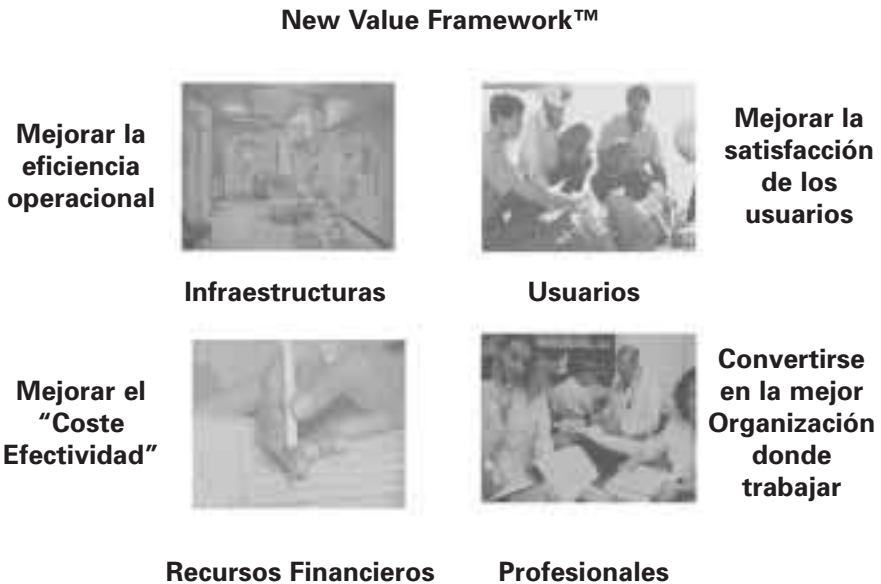 New Value Framework™
Mejorar la
eficiencia
operacional
Mejorar la
satisfacción
de los
usuarios
Infraestructuras
Usuarios
Mejorar el
“Coste
Efectividad”
Convertirse
en la mejor
Organización
donde
trabajar
Recursos Financieros
Profesionales